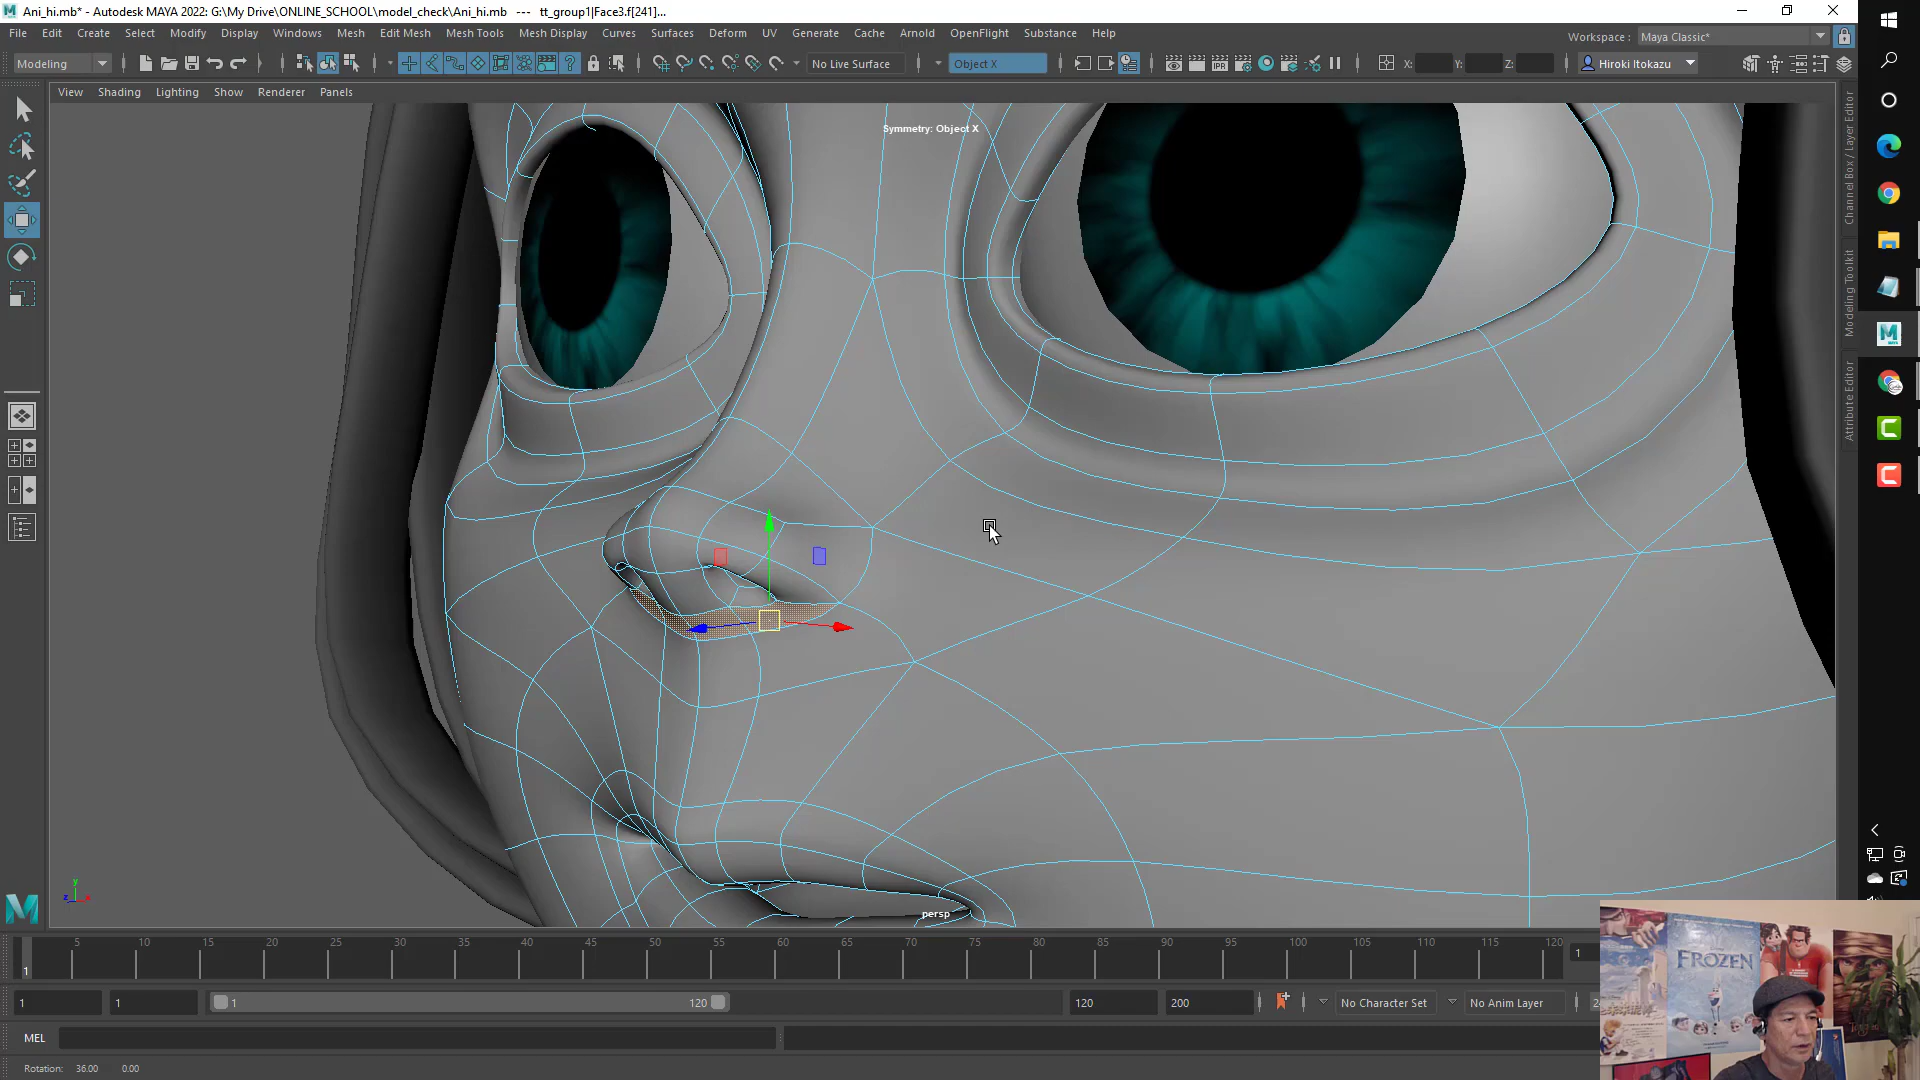 Ani_hi.mb* - Autodesk MAYA 2022: G:\My Drive\ONLINE_SCHOOL\model_check\Ani_hi.mb --- tt_group1|Face3.f[241]...
File Edit Create Select Modify Display Windows Mesh Edit Mesh Mesh Tools Mesh Display Curves Surfaces Deform UV Generate Cache Arnold OpenFlight Substance Help
Workspace : Maya Classic*
Modeling No Live Surface Object X X: Y: Z: Hiroki Itokazu
View Shading Lighting Show Renderer Panels
Symmetry: Object X
Channel Box / Layer Editor
Modeling Toolkit
Attribute Editor
persp
5 10 15 20 25 30 35 40 45 50 55 60 65 70 75 80 85 90 95 100 105 110 115 120
1 1
1 1 1 120 120 200 No Character Set No Anim Layer
MEL
Rotation: 36.00 0.00
FROZEN